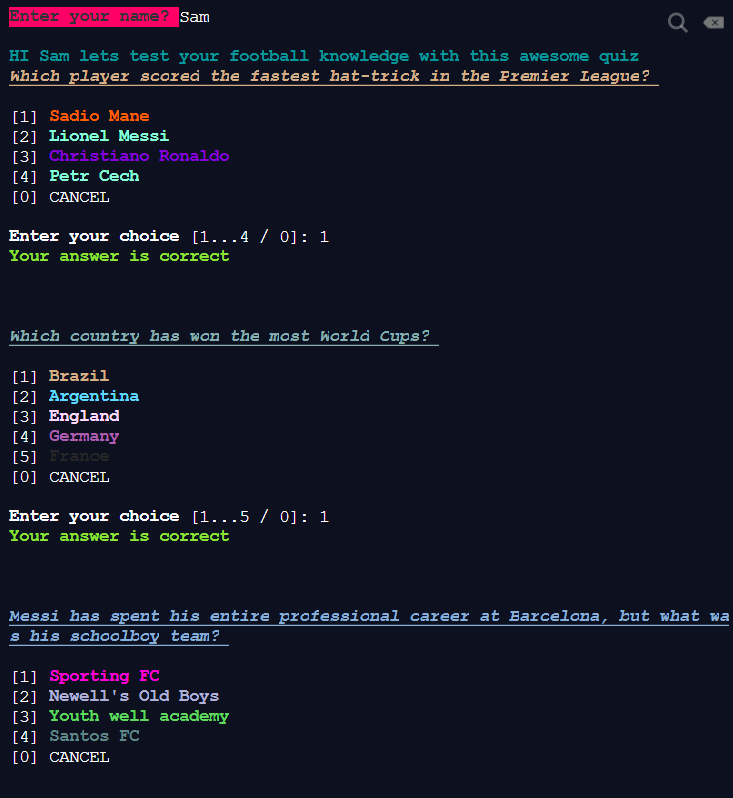 Enter your name? Sam
HI Sam lets test your football knowledge with this awesome quiz
Which player scored the fastest hat-trick in the Premier League?
[1] Sadio Mane
[2] Lionel Messi
[3] Christiano Ronaldo
[4] Petr Cech
[0] CANCEL
Enter your choice [1...4 / 0]: 1
Your answer is correct
Which country has won the most World Cups?
[1] Brazil
[2] Argentina
[3] England
[4] Germany
[5] France
[0] CANCEL
Enter your choice [1...5 / 0]: 1
Your answer is correct
Messi has spent his entire professional career at Barcelona, but what wa
s his schoolboy team?
[1] Sporting FC
[2] Newell's Old Boys
[3] Youth well academy
[4] Santos FC
[0] CANCEL